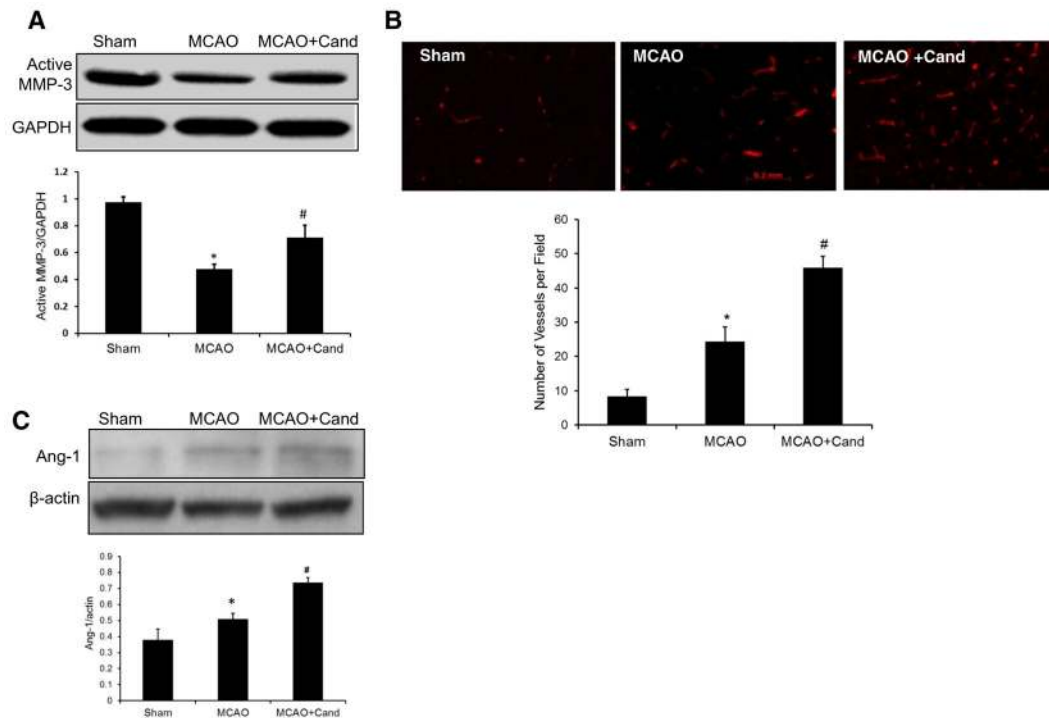 A
Sham MCAO MCAO+Cand
Active
MMP-3
GAPDH
Active MMP-3/GAPDH
1.2
1
0.8
0.6
0.4
0.2
0
*
#
Sham MCAO MCAO+Cand
B
Sham MCAO MCAO +Cand
0.2 mm
Number of Vessels per Field
60
50
40
30
20
10
0
*
#
Sham MCAO MCAO+Cand
C
Sham MCAO MCAO+Cand
Ang-1
β-actin
Ang-1/actin
0.9
0.8
0.7
0.6
0.5
0.4
0.3
0.2
0.1
0
*
#
Sham MCAO MCAO+Cand